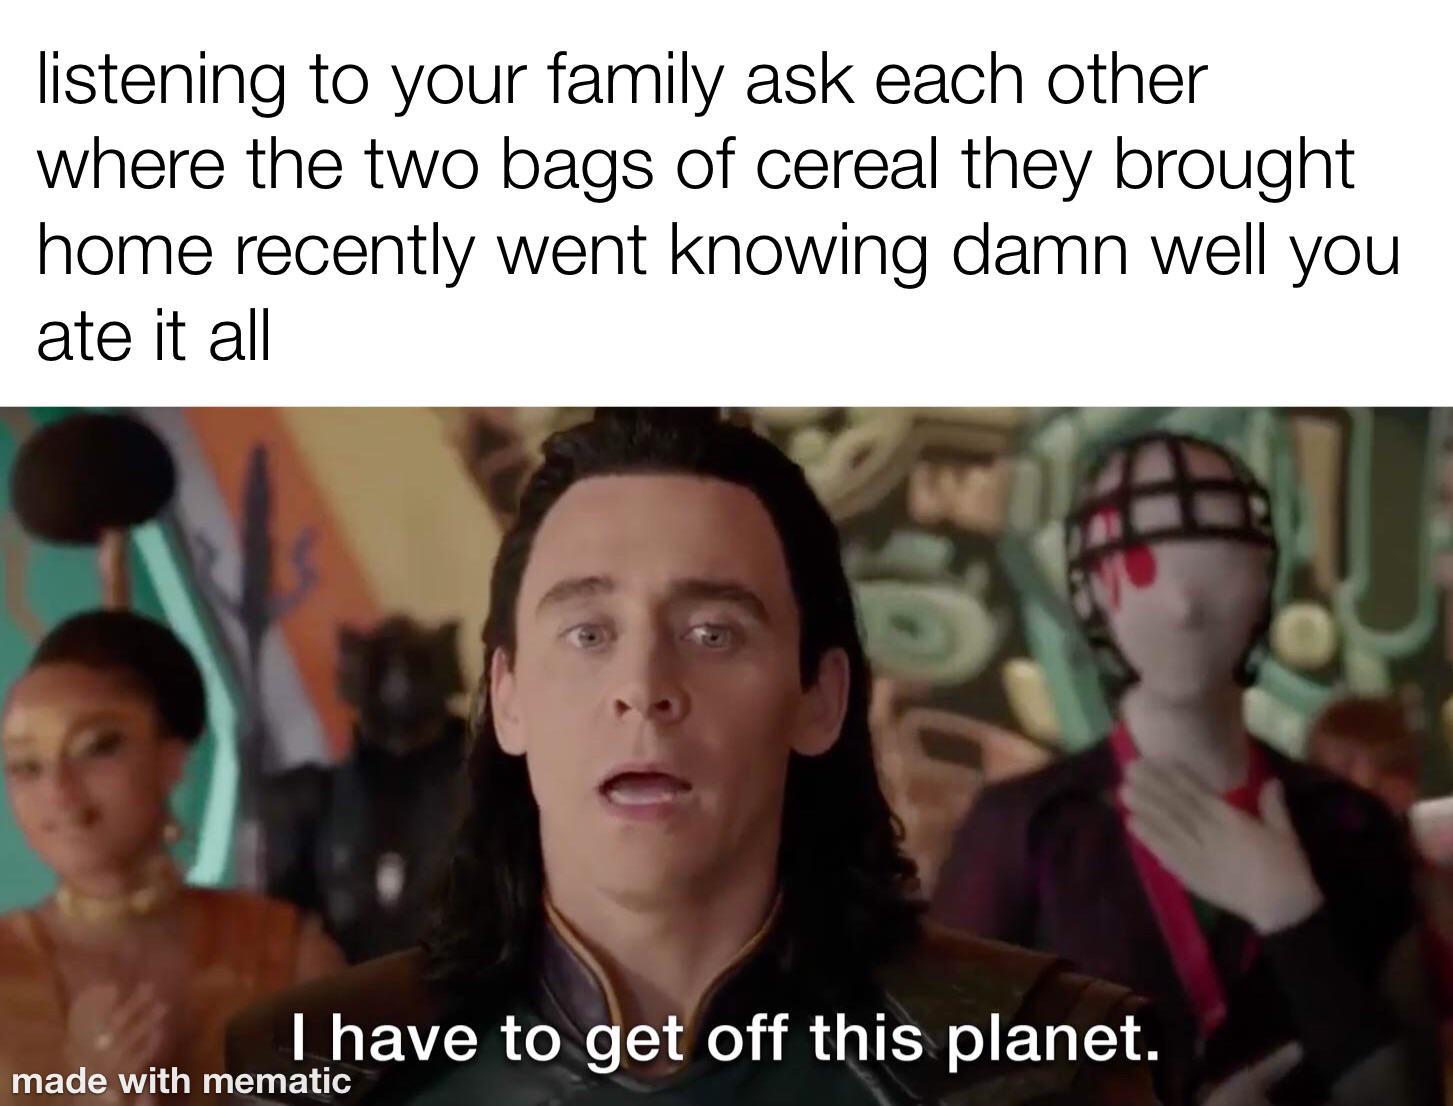 listening to your family ask each other
where the two bags of cereal they brought
home recently went knowing damn well you
ate it all
I have to get off this planet.
made with mematic